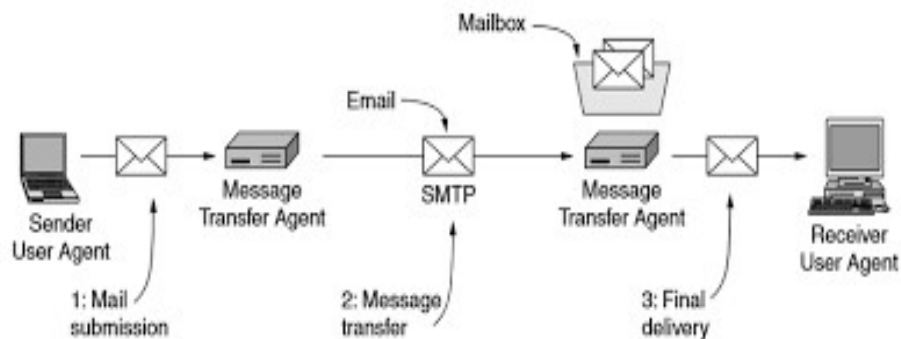 Mailbox
Email
Sender
User Agent
Message
Transfer Agent
SMTP
Message
Transfer Agent
Receiver
User Agent
1: Mail
submission
2: Message
transfer
3: Final
delivery